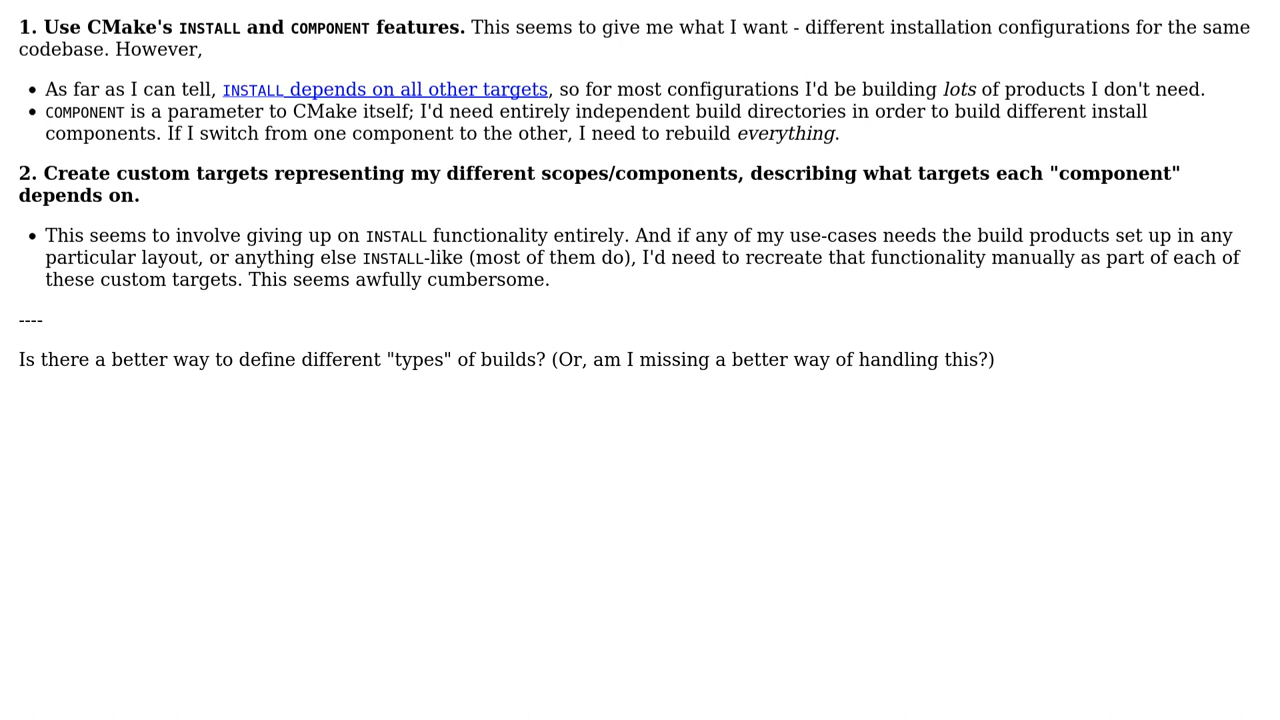 1. Use CMake's INSTALL and COMPONENT features. This seems to give me what I want - different installation configurations for the same
codebase. However,
• As far as I can tell, INSTALL depends on all other targets, so for most configurations I'd be building lots of products I don't need.
• COMPONENT is a parameter to CMake itself; I'd need entirely independent build directories in order to build different install
components. If I switch from one component to the other, I need to rebuild everything.
2. Create custom targets representing my different scopes/components, describing what targets each "component"
depends on.
• This seems to involve giving up on INSTALL functionality entirely. And if any of my use-cases needs the build products set up in any
particular layout, or anything else INSTALL-like (most of them do), I'd need to recreate that functionality manually as part of each of
these custom targets. This seems awfully cumbersome.
----
Is there a better way to define different "types" of builds? (Or, am I missing a better way of handling this?)